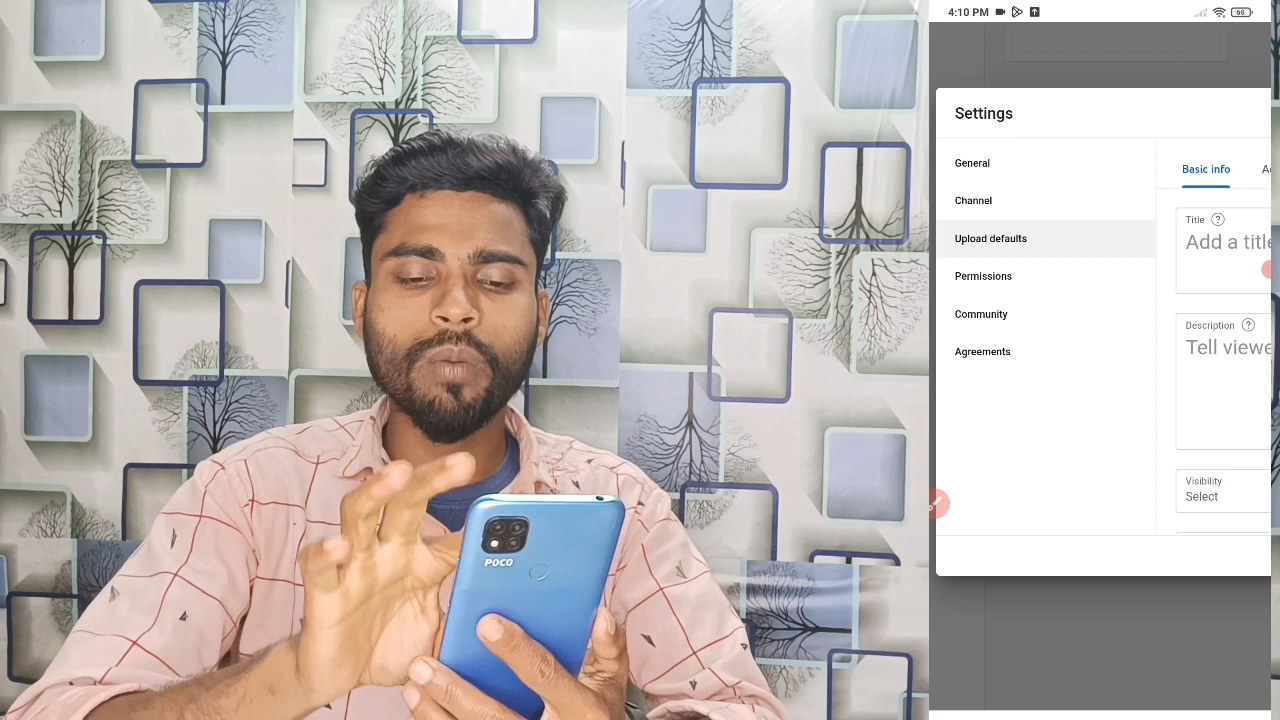 4:10 PM
68
Settings
General
Channel
Upload defaults
Permissions
Community
Agreements
Basic info
Title
Add a title
Description
Tell viewe
Visibility
Select
POCO